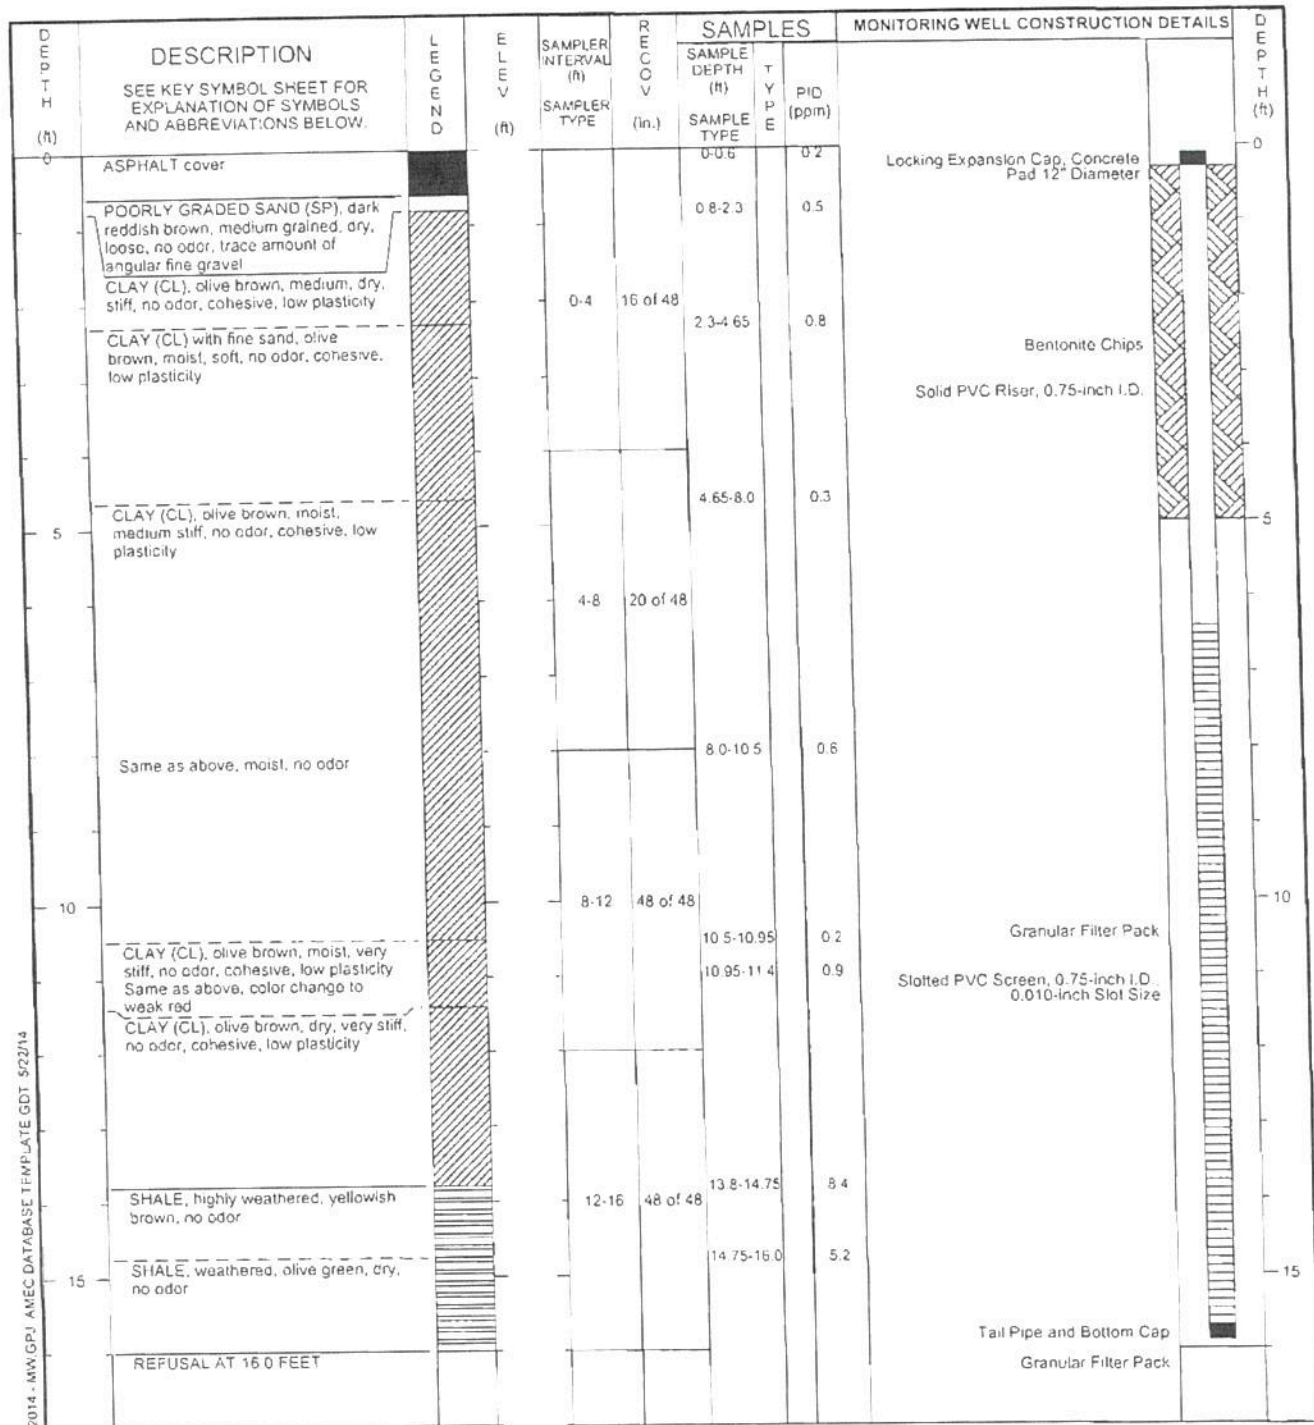 DEPTH (ft)
DESCRIPTION
SEE KEY SYMBOL SHEET FOR
EXPLANATION OF SYMBOLS
AND ABBREVIATIONS BELOW.
LEGEND
ELEV (ft)
SAMPLER
INTERVAL
(ft)
SAMPLER
TYPE
RECOV (in.)
SAMPLES
SAMPLE
DEPTH
(ft)
SAMPLE
TYPE
TYPE
PID
(ppm)
MONITORING WELL CONSTRUCTION DETAILS
DEPTH (ft)
0
ASPHALT cover
0-0.6
0.2
Locking Expansion Cap, Concrete
Pad 12" Diameter
0
POORLY GRADED SAND (SP), dark
reddish brown, medium grained, dry,
loose, no odor, trace amount of
angular fine gravel
0.8-2.3
0.5
CLAY (CL), olive brown, medium, dry,
stiff, no odor, cohesive, low plasticity
0-4
16 of 48
2.3-4.65
0.8
CLAY (CL) with fine sand, olive
brown, moist, soft, no odor, cohesive,
low plasticity
Bentonite Chips
Solid PVC Riser, 0.75-inch I.D.
4.65-8.0
0.3
CLAY (CL), olive brown, moist,
medium stiff, no odor, cohesive, low
plasticity
5
5
4-8
20 of 48
8.0-10.5
0.6
Same as above, moist, no odor
10
8-12
48 of 48
10
10.5-10.95
0.2
Granular Filter Pack
CLAY (CL), olive brown, moist, very
stiff, no odor, cohesive, low plasticity
Same as above, color change to
weak red
10.95-11.4
0.9
Slotted PVC Screen, 0.75-inch I.D.,
0.010-inch Slot Size
CLAY (CL), olive brown, dry, very stiff,
no odor, cohesive, low plasticity
13.8-14.75
8.4
SHALE, highly weathered, yellowish
brown, no odor
12-16
48 of 48
14.75-16.0
5.2
SHALE, weathered, olive green, dry,
no odor
15
15
Tail Pipe and Bottom Cap
REFUSAL AT 16.0 FEET
Granular Filter Pack
2014 - MW.GPJ AMEC DATABASE TEMPLATE.GDT 5/22/14